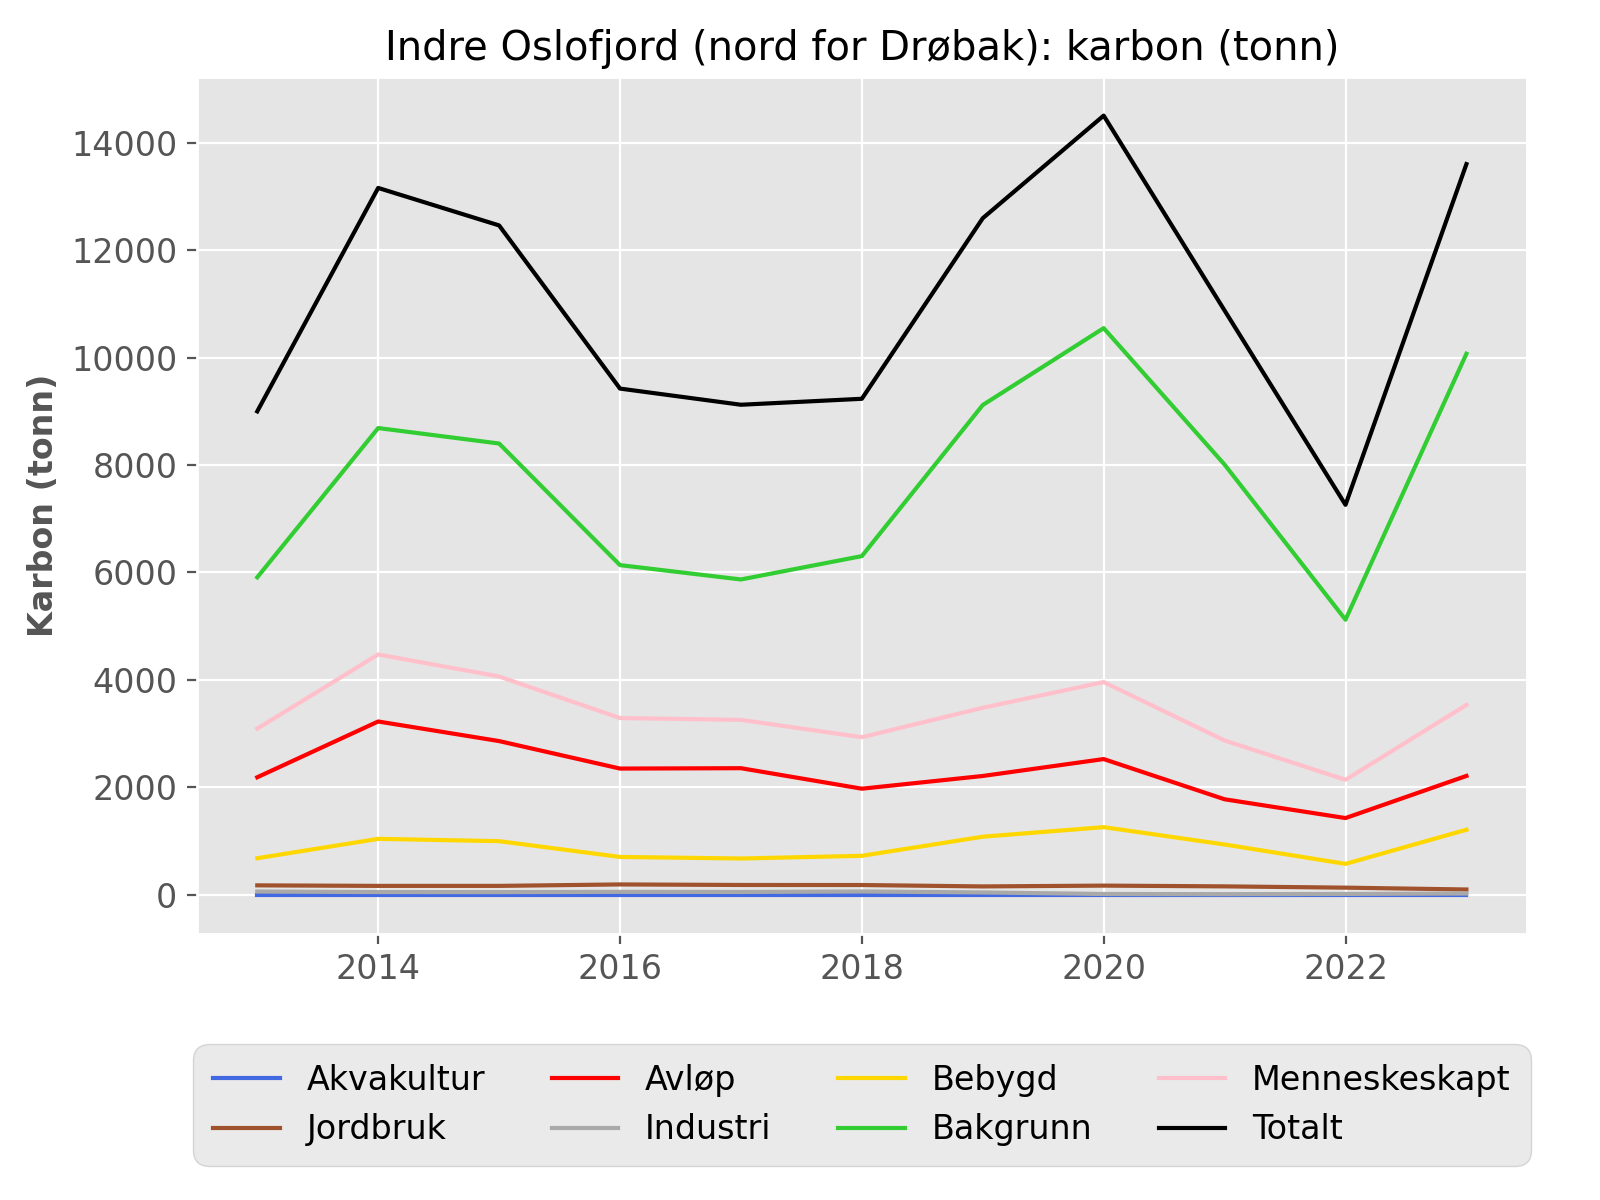 Indre Oslofjord (nord for Drøbak): karbon (tonn)
Karbon (tonn)
14000
12000
10000
8000
6000
4000
2000
0
2014 2016 2018 2020 2022
Akvakultur Avløp Bebygd Menneskeskapt
Jordbruk Industri Bakgrunn Totalt